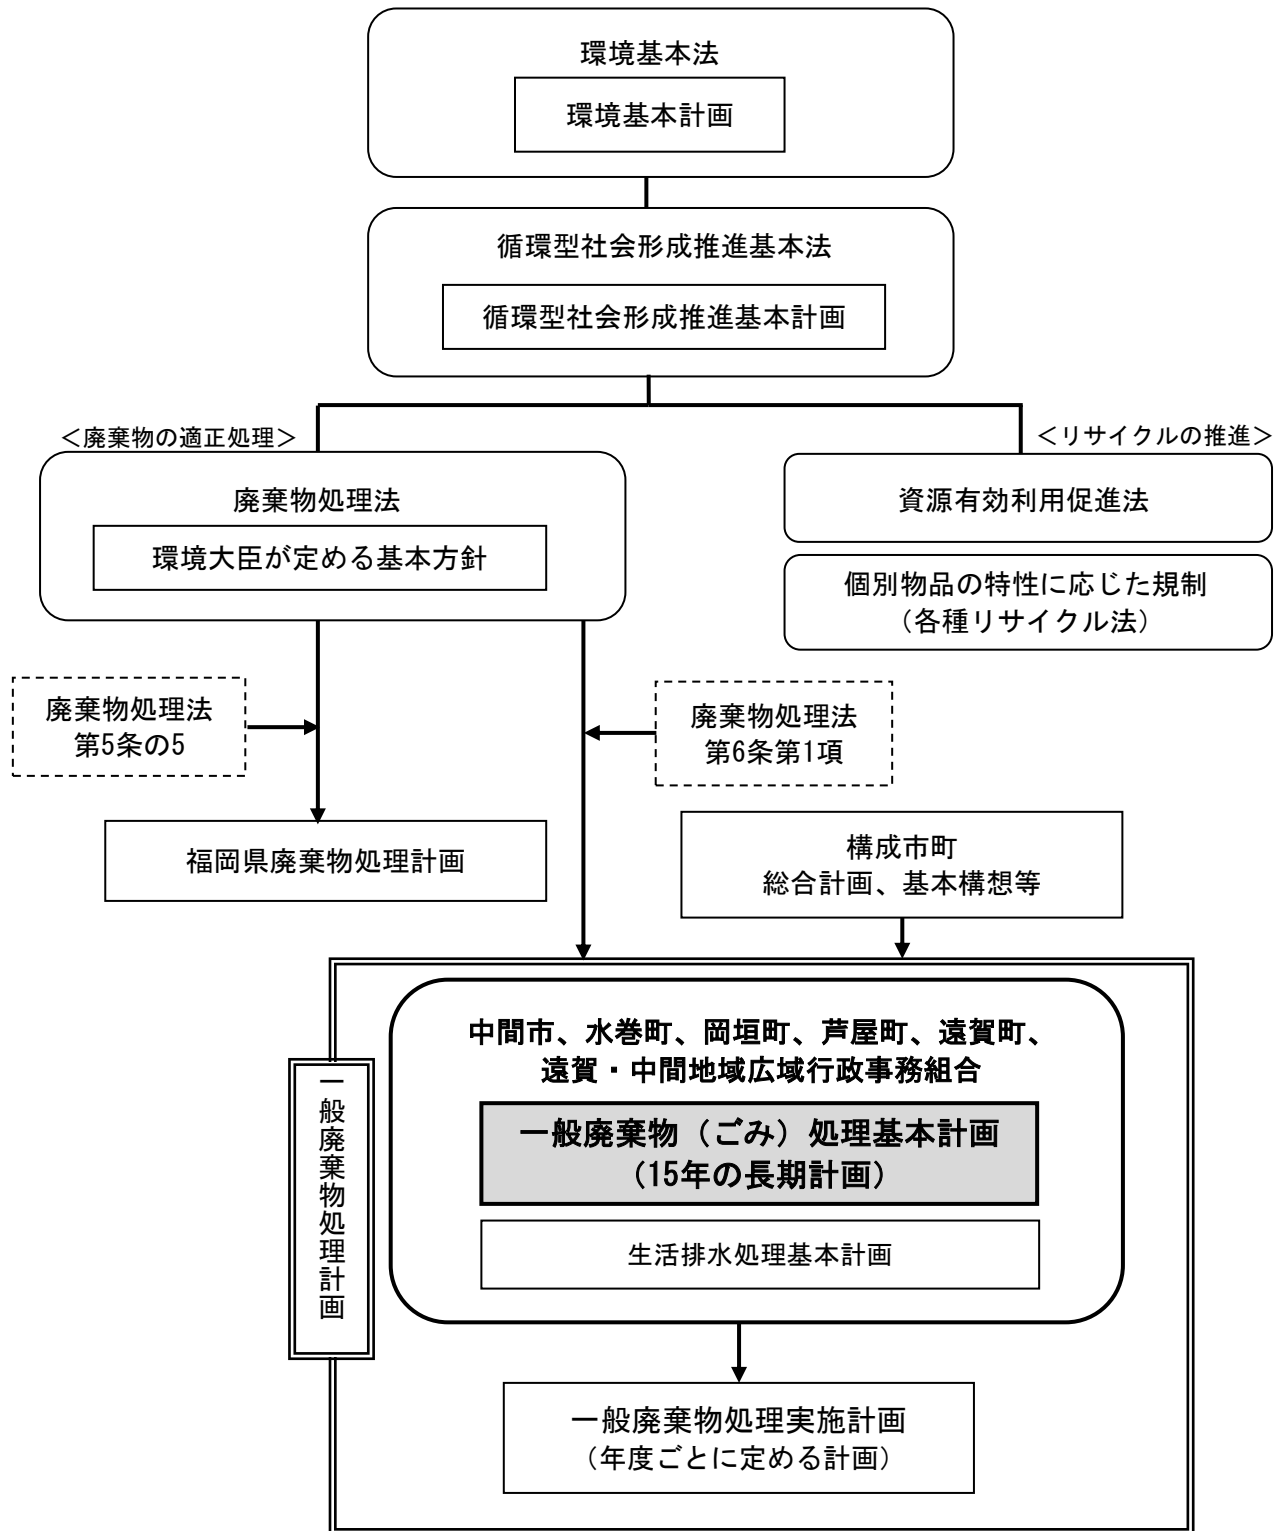 環境基本法
環境基本計画
循環型社会形成推進基本法
循環型社会形成推進基本計画
＜廃棄物の適正処理＞
＜リサイクルの推進＞
廃棄物処理法
環境大臣が定める基本方針
資源有効利用促進法
個別物品の特性に応じた規制
（各種リサイクル法）
廃棄物処理法
第5条の5
廃棄物処理法
第6条第1項
福岡県廃棄物処理計画
構成市町
総合計画、基本構想等
中間市、水巻町、岡垣町、芦屋町、遠賀町、
遠賀・中間地域広域行政事務組合
一般廃棄物（ごみ）処理基本計画
（15年の長期計画）
生活排水処理基本計画
一般廃棄物処理計画
一般廃棄物処理実施計画
（年度ごとに定める計画）